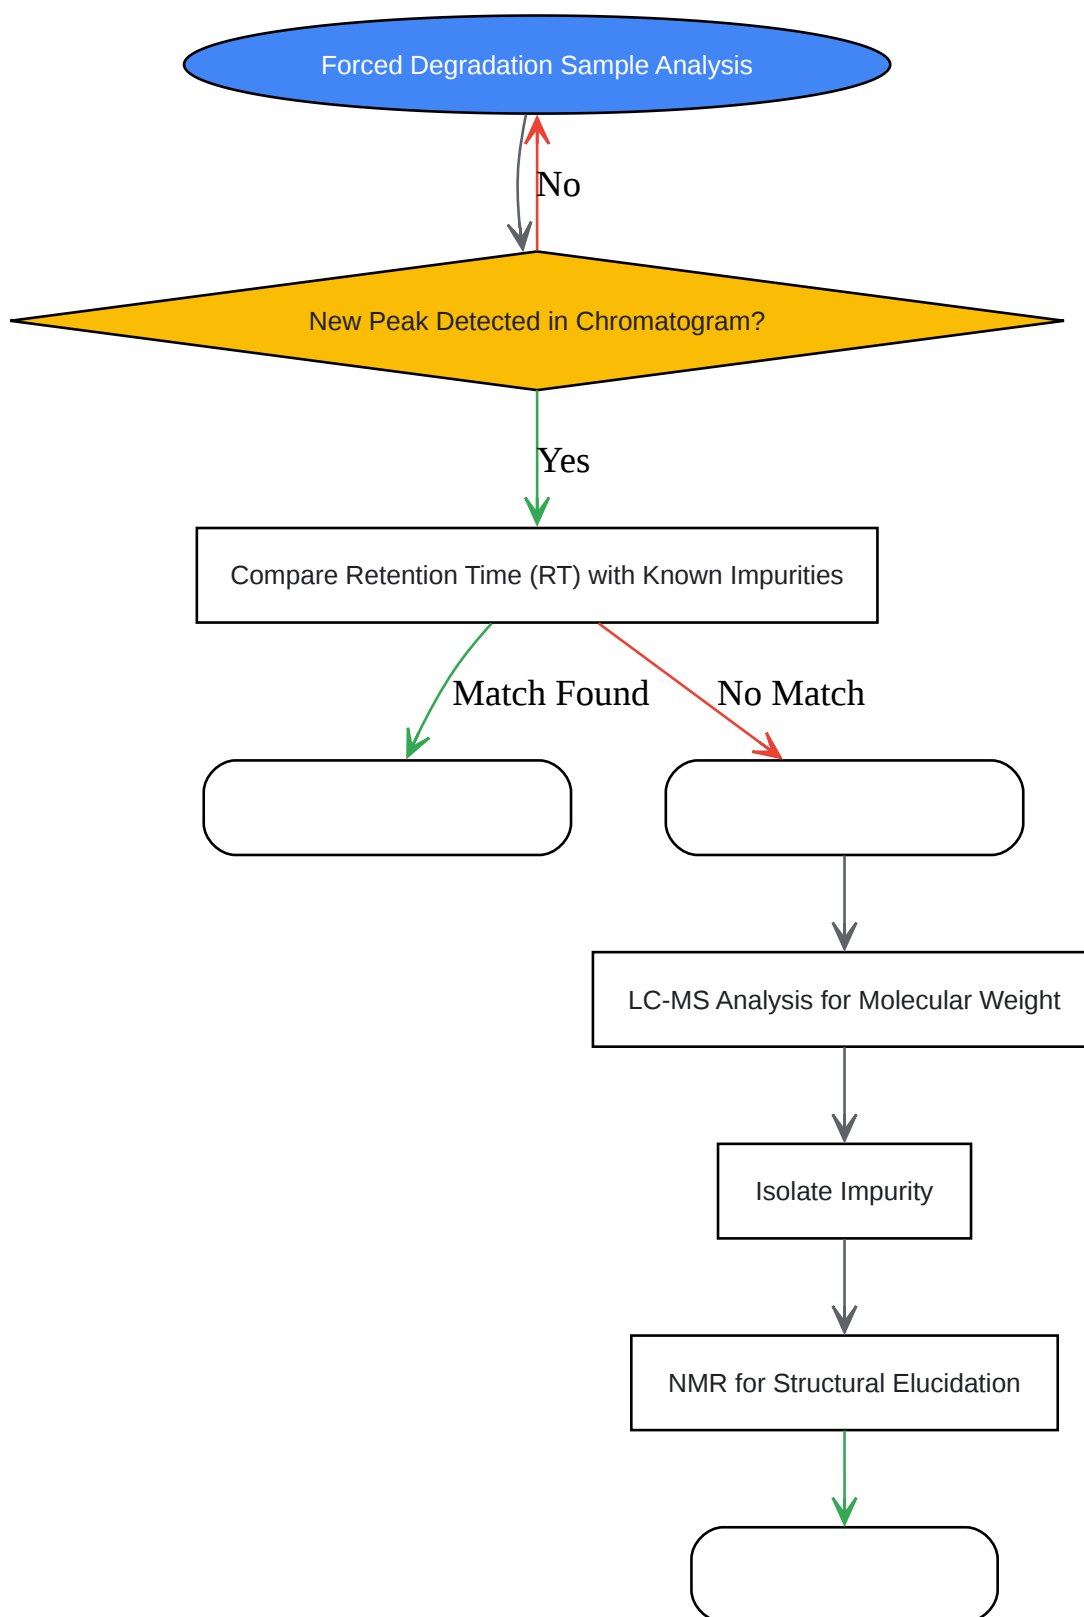 Forced Degradation Sample Analysis
No
New Peak Detected in Chromatogram?
Yes
Compare Retention Time (RT) with Known Impurities
Match Found
No Match
LC-MS Analysis for Molecular Weight
Isolate Impurity
NMR for Structural Elucidation